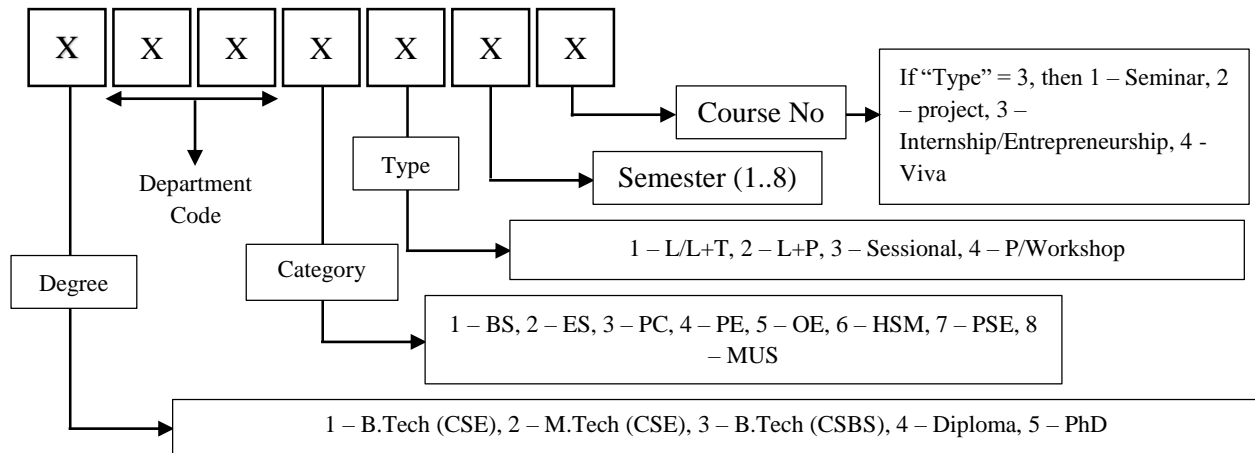 X X X X X X X
If “Type” = 3, then 1 – Seminar, 2
– project, 3 –
Internship/Entrepreneurship, 4 -
Viva
Course No
Type
Semester (1..8)
Department
Code
1 – L/L+T, 2 – L+P, 3 – Sessional, 4 – P/Workshop
Category
Degree
1 – BS, 2 – ES, 3 – PC, 4 – PE, 5 – OE, 6 – HSM, 7 – PSE, 8
– MUS
1 – B.Tech (CSE), 2 – M.Tech (CSE), 3 – B.Tech (CSBS), 4 – Diploma, 5 – PhD